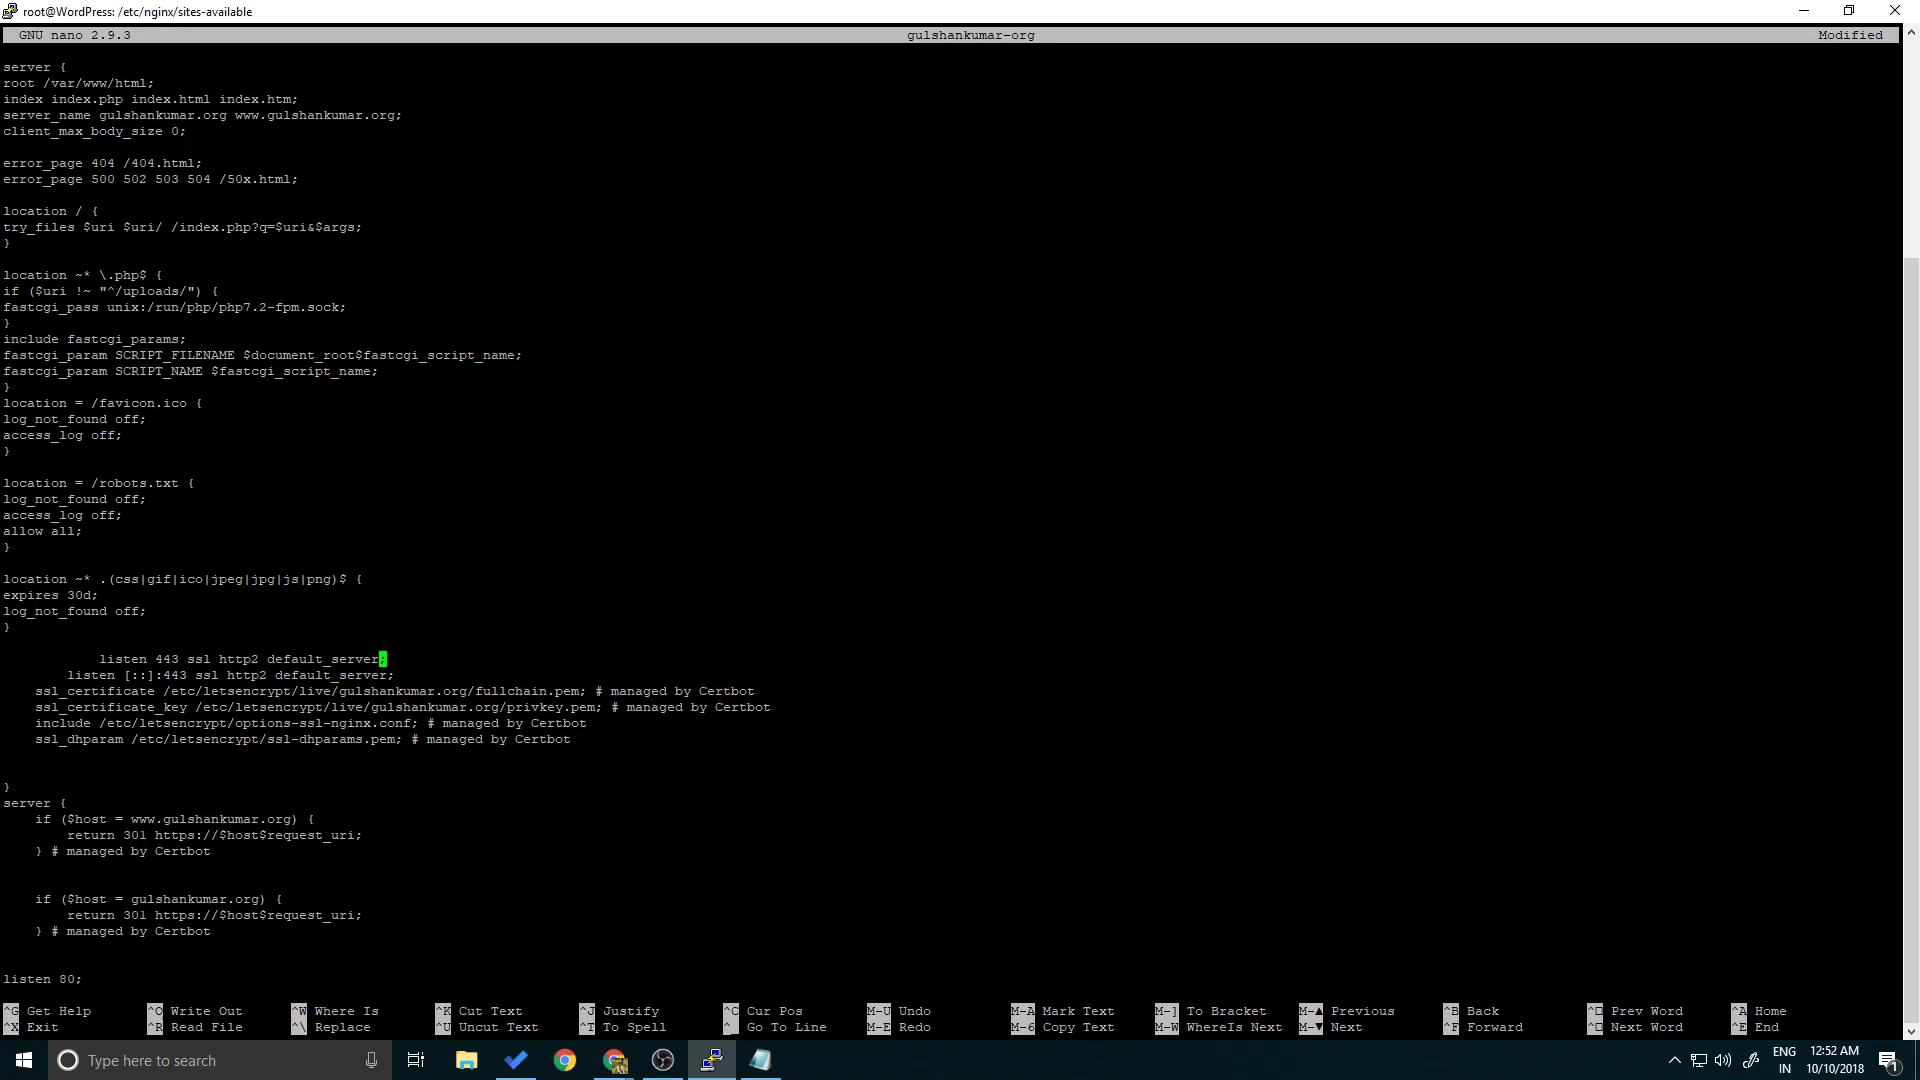 root@WordPress: /etc/nginx/sites-available
GNU nano 2.9.3 gulshankumar-org Modified
server {
root /var/www/html;
index index.php index.html index.htm;
server_name gulshankumar.org www.gulshankumar.org;
client_max_body_size 0;
error_page 404 /404.html;
error_page 500 502 503 504 /50x.html;
location / {
try_files $uri $uri/ /index.php?q=$uri&$args;
}
location ~* \.php$ {
if ($uri !~ "^/uploads/") {
fastcgi_pass unix:/run/php/php7.2-fpm.sock;
}
include fastcgi_params;
fastcgi_param SCRIPT_FILENAME $document_root$fastcgi_script_name;
fastcgi_param SCRIPT_NAME $fastcgi_script_name;
}
location = /favicon.ico {
log_not_found off;
access_log off;
}
location = /robots.txt {
log_not_found off;
access_log off;
allow all;
}
location ~* .(css|gif|ico|jpeg|jpg|js|png)$ {
expires 30d;
log_not_found off;
}
listen 443 ssl http2 default_server;
listen [::]:443 ssl http2 default_server;
ssl_certificate /etc/letsencrypt/live/gulshankumar.org/fullchain.pem; # managed by Certbot
ssl_certificate_key /etc/letsencrypt/live/gulshankumar.org/privkey.pem; # managed by Certbot
include /etc/letsencrypt/options-ssl-nginx.conf; # managed by Certbot
ssl_dhparam /etc/letsencrypt/ssl-dhparams.pem; # managed by Certbot
}
server {
if ($host = www.gulshankumar.org) {
return 301 https://$host$request_uri;
} # managed by Certbot
if ($host = gulshankumar.org) {
return 301 https://$host$request_uri;
} # managed by Certbot
listen 80;
^G Get Help ^O Write Out ^W Where Is ^K Cut Text ^J Justify ^C Cur Pos M-U Undo M-A Mark Text M-] To Bracket M-▲ Previous ^B Back ^□ Prev Word ^A Home
^X Exit ^R Read File ^\ Replace ^U Uncut Text ^T To Spell ^_ Go To Line M-E Redo M-6 Copy Text M-W WhereIs Next M-▼ Next ^F Forward ^□ Next Word ^E End
Type here to search
ENG
IN
12:52 AM
10/10/2018
1